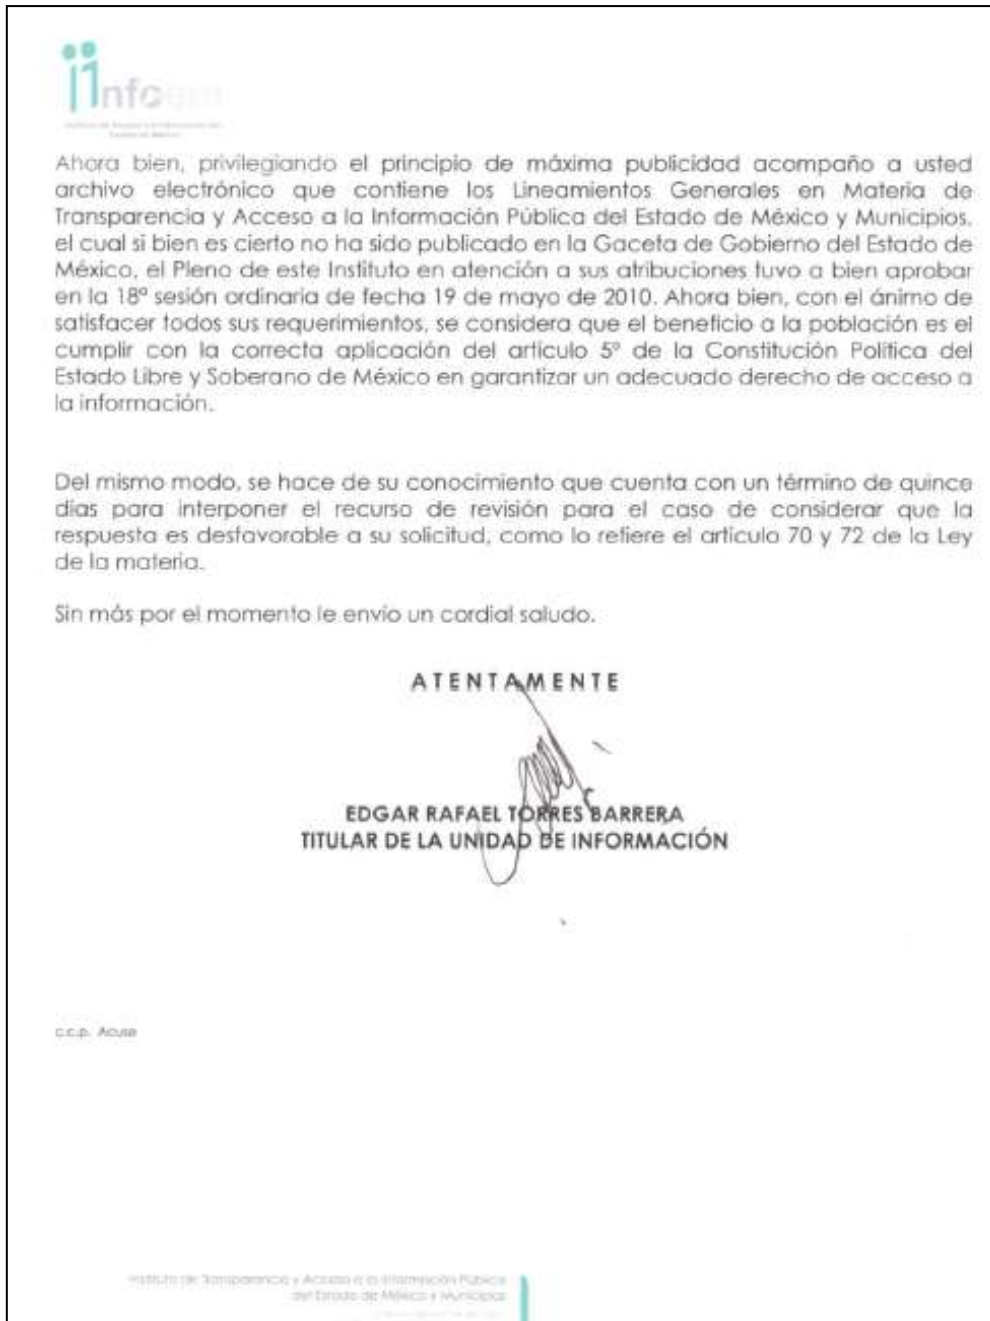 infoem
Ahora bien, privilegiando el principio de máxima publicidad acompaño a usted
archivo electrónico que contiene los Lineamientos Generales en Materia de
Transparencia y Acceso a la Información Pública del Estado de México y Municipios,
el cual si bien es cierto no ha sido publicado en la Gaceta de Gobierno del Estado de
México, el Pleno de este Instituto en atención a sus atribuciones tuvo a bien aprobar
en la 18ª sesión ordinaria de fecha 19 de mayo de 2010. Ahora bien, con el ánimo de
satisfacer todos sus requerimientos, se considera que el beneficio a la población es el
cumplir con la correcta aplicación del artículo 5º de la Constitución Política del
Estado Libre y Soberano de México en garantizar un adecuado derecho de acceso a
la información.
Del mismo modo, se hace de su conocimiento que cuenta con un término de quince
días para interponer el recurso de revisión para el caso de considerar que la
respuesta es desfavorable a su solicitud, como lo refiere el artículo 70 y 72 de la Ley
de la materia.
Sin más por el momento le envío un cordial saludo.
ATENTAMENTE
EDGAR RAFAEL TORRES BARRERA
TITULAR DE LA UNIDAD DE INFORMACIÓN
c.c.p. Acuse
Instituto de Transparencia y Acceso a la Información Pública
del Estado de México y Municipios